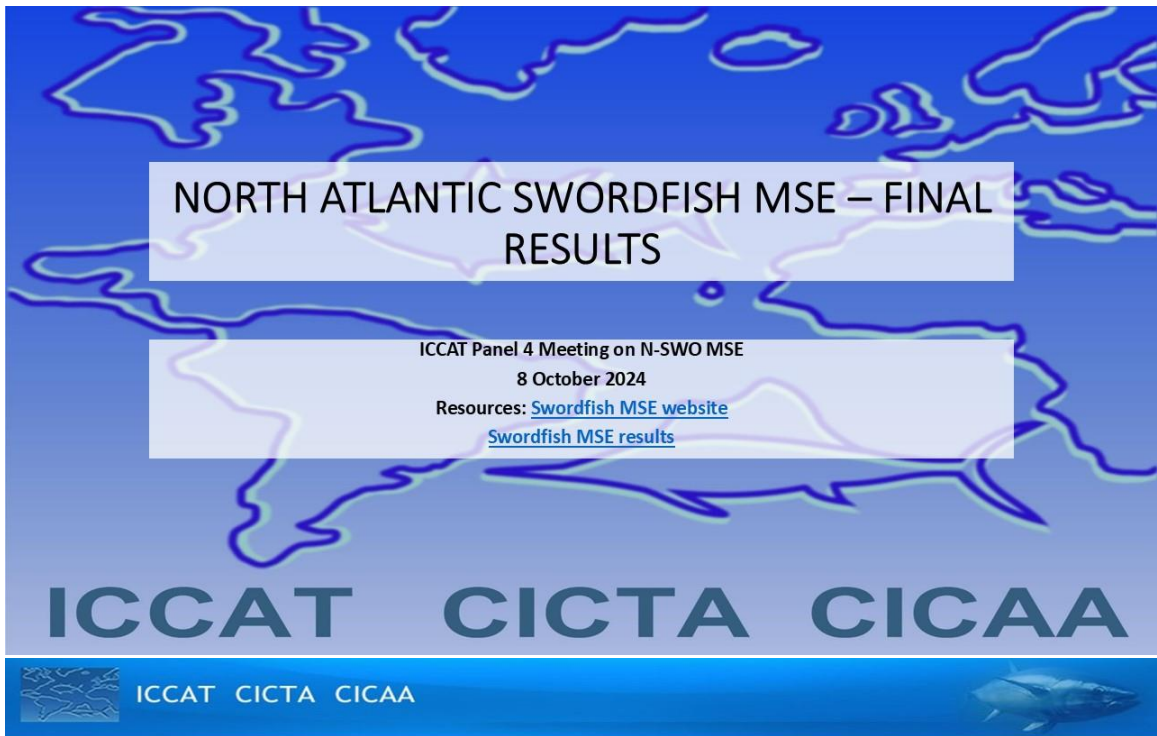 NORTH ATLANTIC SWORDFISH MSE – FINAL
RESULTS
ICCAT Panel 4 Meeting on N-SWO MSE
8 October 2024
Resources: Swordfish MSE website
Swordfish MSE results
ICCAT CICTA CICAA
ICCAT CICTA CICAA